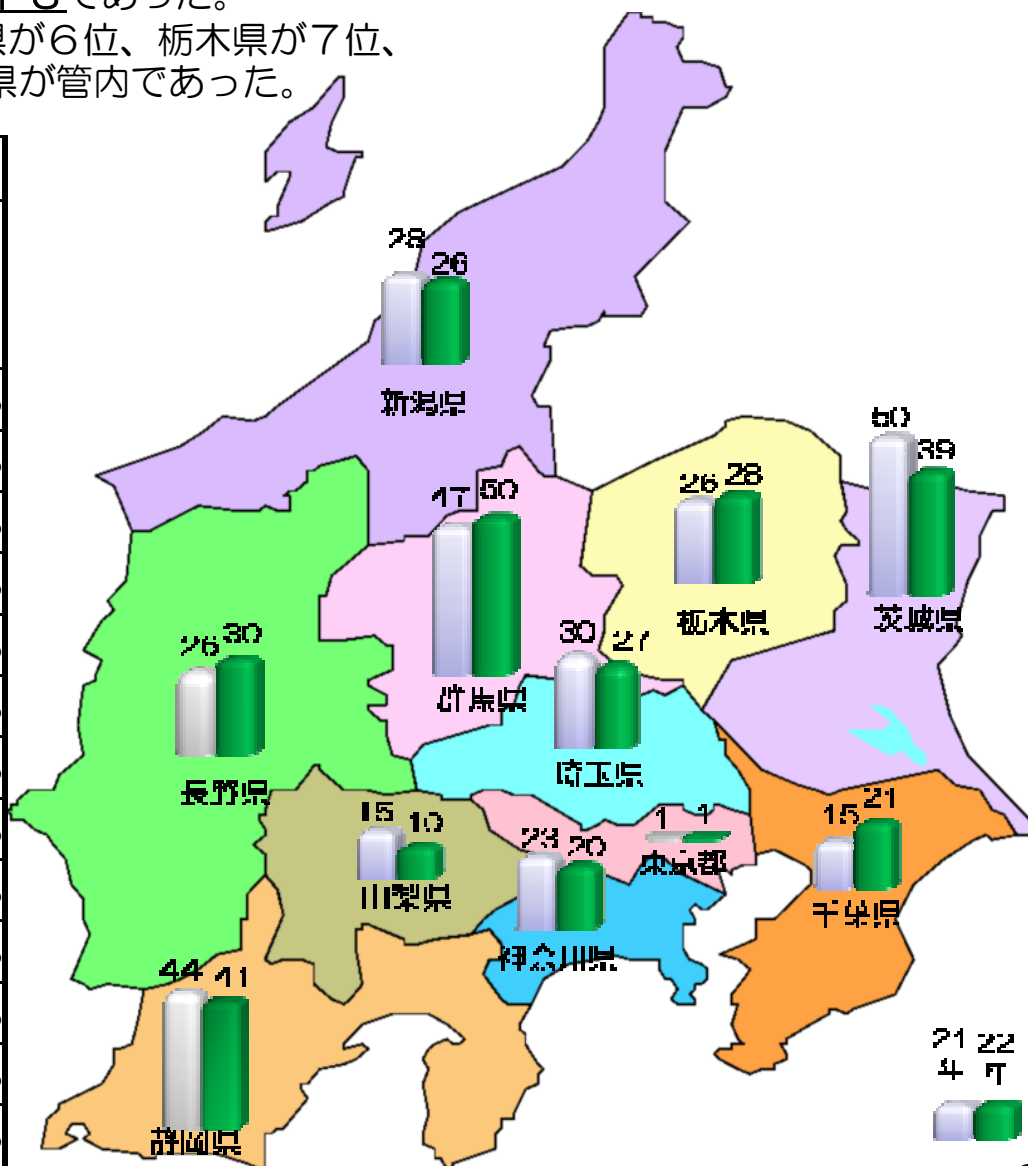 であった。
県が６位、栃木県が７位、
県が管内であった。
28 26
新潟県
39
47 50
26 28
栃木県
茨城県
26 30
長野県
群馬県
30 27
埼玉県
15 10
山梨県
23 20
神奈川県
1 1
東京都
15 21
千葉県
44 41
静岡県
21 22
年